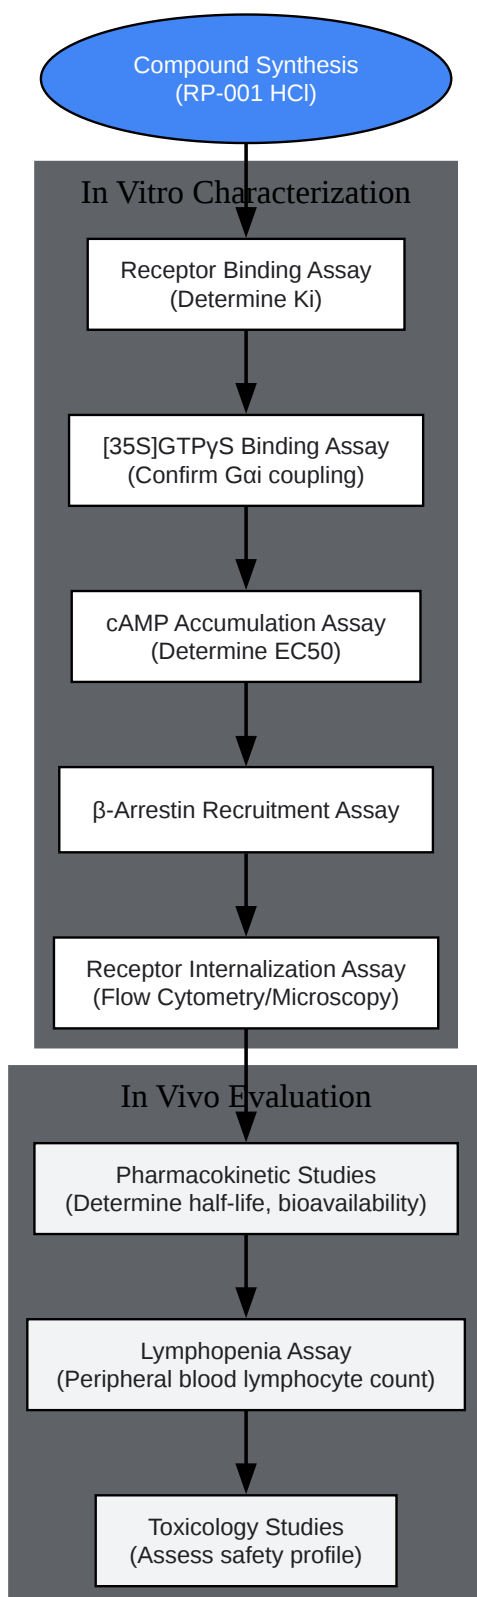 Compound Synthesis
(RP-001 HCl)
In Vitro Characterization
Receptor Binding Assay
(Determine Ki)
[35S]GTPγS Binding Assay
(Confirm Gαi coupling)
cAMP Accumulation Assay
(Determine EC50)
β-Arrestin Recruitment Assay
Receptor Internalization Assay
(Flow Cytometry/Microscopy)
In Vivo Evaluation
Pharmacokinetic Studies
(Determine half-life, bioavailability)
Lymphopenia Assay
(Peripheral blood lymphocyte count)
Toxicology Studies
(Assess safety profile)